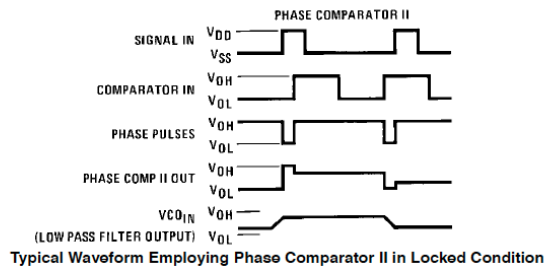 PHASE COMPARATOR II
SIGNAL IN VDD
VSS
COMPARATOR IN VOH
VOL
PHASE PULSES VOH
VOL
PHASE COMP II OUT VOH
VOL
VCOIN VOH
(LOW PASS FILTER OUTPUT) VOL
Typical Waveform Employing Phase Comparator II in Locked Condition